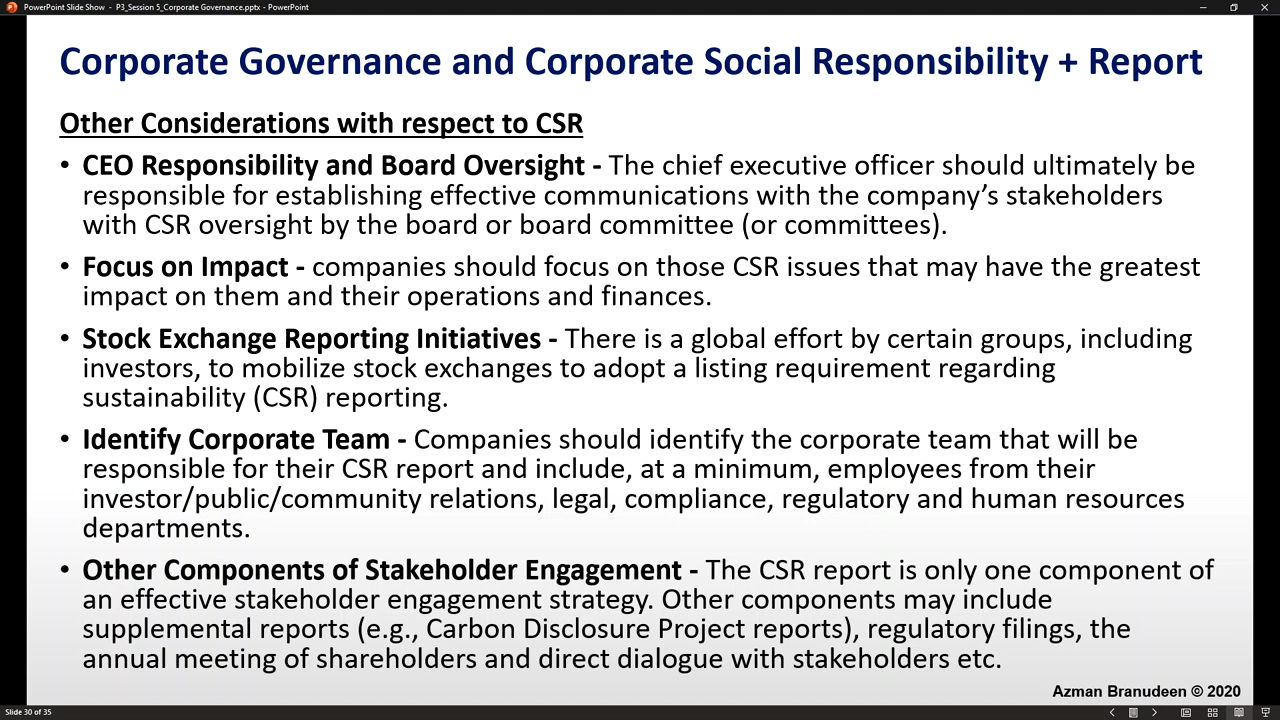 PowerPoint Slide Show - P3_Session 5_Corporate Governance.pptx - PowerPoint
Corporate Governance and Corporate Social Responsibility + Report
Other Considerations with respect to CSR
• CEO Responsibility and Board Oversight - The chief executive officer should ultimately be
responsible for establishing effective communications with the company’s stakeholders
with CSR oversight by the board or board committee (or committees).
• Focus on Impact - companies should focus on those CSR issues that may have the greatest
impact on them and their operations and finances.
• Stock Exchange Reporting Initiatives - There is a global effort by certain groups, including
investors, to mobilize stock exchanges to adopt a listing requirement regarding
sustainability (CSR) reporting.
• Identify Corporate Team - Companies should identify the corporate team that will be
responsible for their CSR report and include, at a minimum, employees from their
investor/public/community relations, legal, compliance, regulatory and human resources
departments.
• Other Components of Stakeholder Engagement - The CSR report is only one component of
an effective stakeholder engagement strategy. Other components may include
supplemental reports (e.g., Carbon Disclosure Project reports), regulatory filings, the
annual meeting of shareholders and direct dialogue with stakeholders etc.
Azman Branudeen © 2020
Slide 30 of 35